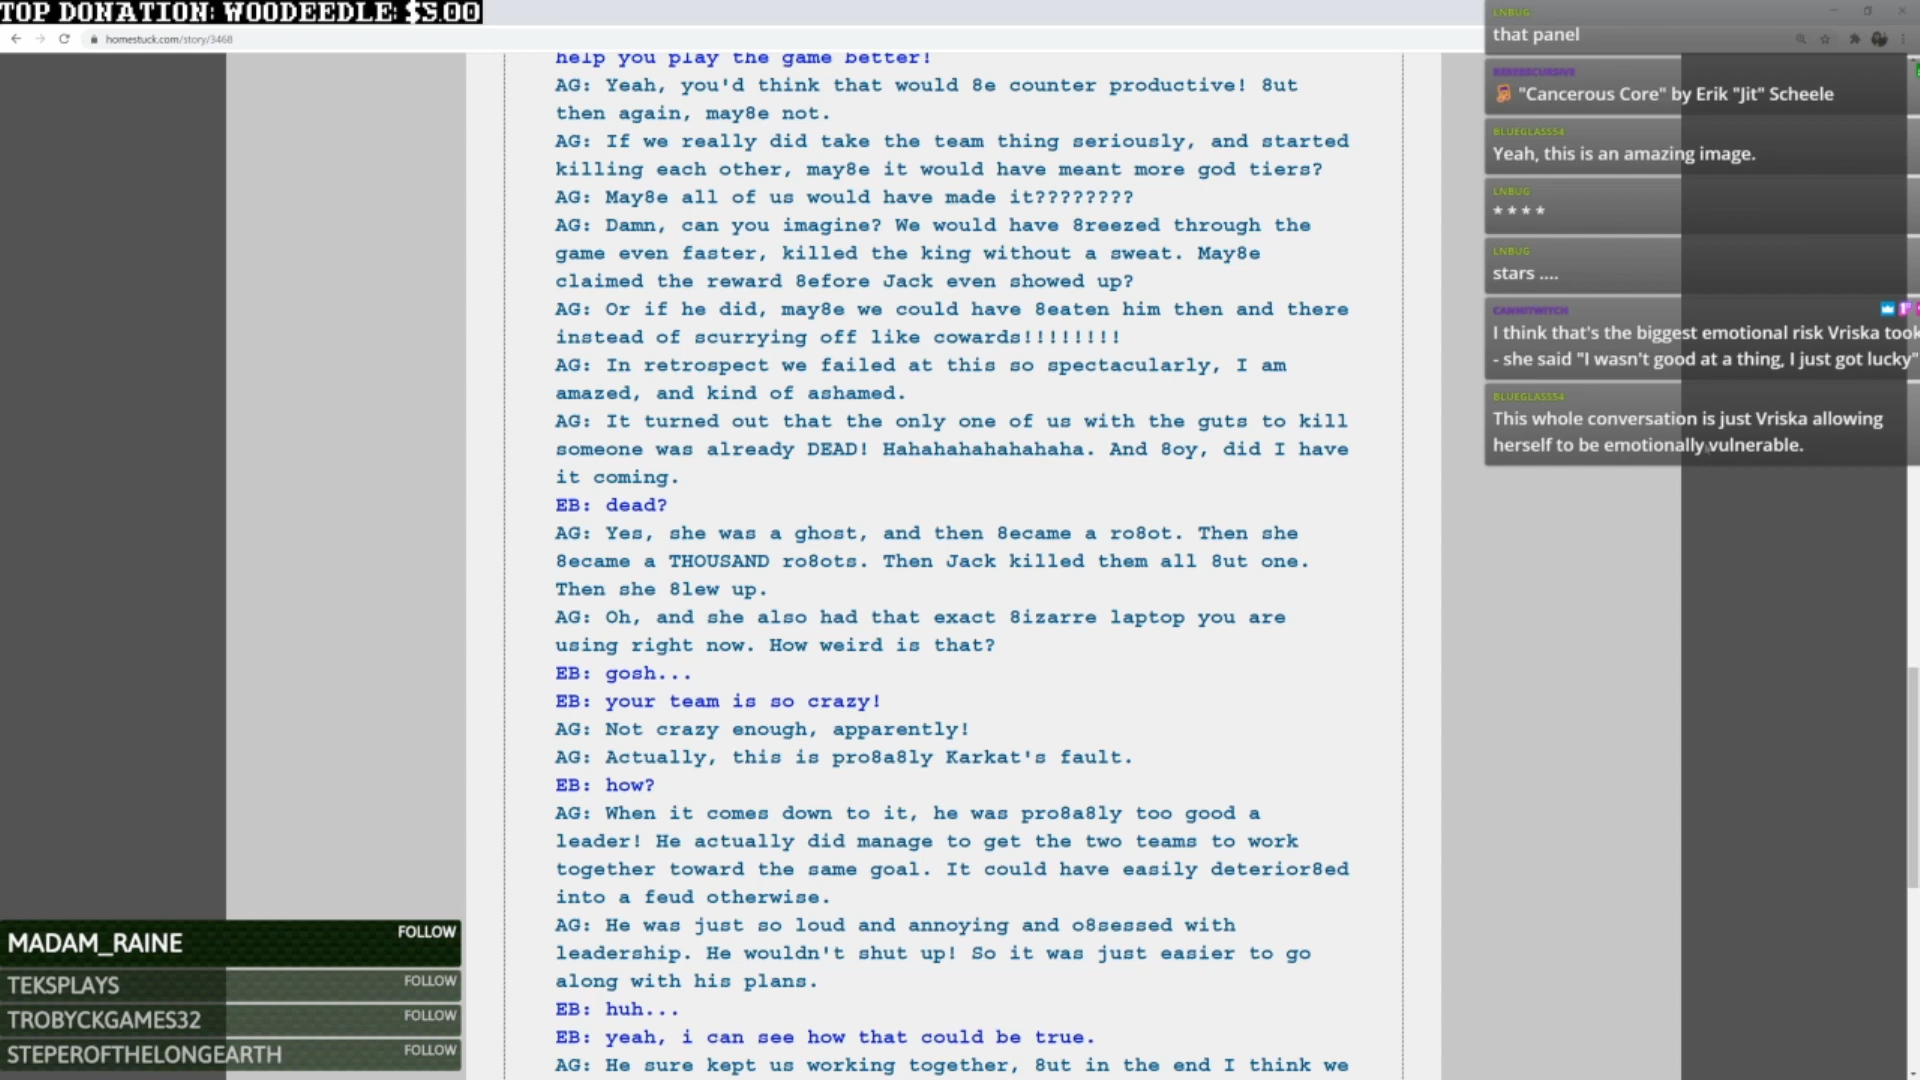 TOP DONATION: WOODEEDLE: $5.00
homestuck.com/story/3468
help you play the game better!
AG: Yeah, you'd think that would 8e counter productive! 8ut
then again, may8e not.
AG: If we really did take the team thing seriously, and started
killing each other, may8e it would have meant more god tiers?
AG: May8e all of us would have made it????????
AG: Damn, can you imagine? We would have 8reezed through the
game even faster, killed the king without a sweat. May8e
claimed the reward 8efore Jack even showed up?
AG: Or if he did, may8e we could have 8eaten him then and there
instead of scurrying off like cowards!!!!!!!!
AG: In retrospect we failed at this so spectacularly, I am
amazed, and kind of ashamed.
AG: It turned out that the only one of us with the guts to kill
someone was already DEAD! Hahahahahahahaha. And 8oy, did I have
it coming.
EB: dead?
AG: Yes, she was a ghost, and then 8ecame a ro8ot. Then she
8ecame a THOUSAND ro8ots. Then Jack killed them all 8ut one.
Then she 8lew up.
AG: Oh, and she also had that exact 8izarre laptop you are
using right now. How weird is that?
EB: gosh...
EB: your team is so crazy!
AG: Not crazy enough, apparently!
AG: Actually, this is pro8a8ly Karkat's fault.
EB: how?
AG: When it comes down to it, he was pro8a8ly too good a
leader! He actually did manage to get the two teams to work
together toward the same goal. It could have easily deterior8ed
into a feud otherwise.
AG: He was just so loud and annoying and o8sessed with
leadership. He wouldn't shut up! So it was just easier to go
along with his plans.
EB: huh...
EB: yeah, i can see how that could be true.
AG: He sure kept us working together, 8ut in the end I think we
LNBUG
that panel
"Cancerous Core" by Erik "Jit" Scheele
BLUEGLASS54
Yeah, this is an amazing image.
LNBUG
* * * *
LNBUG
stars ....
CANNITWITCH
I think that's the biggest emotional risk Vriska took
- she said "I wasn't good at a thing, I just got lucky"
BLUEGLASS54
This whole conversation is just Vriska allowing
herself to be emotionally vulnerable.
MADAM_RAINE FOLLOW
TEKSPLAYS FOLLOW
TROBYCKGAMES32 FOLLOW
STEPEROFTHELONGEARTH FOLLOW